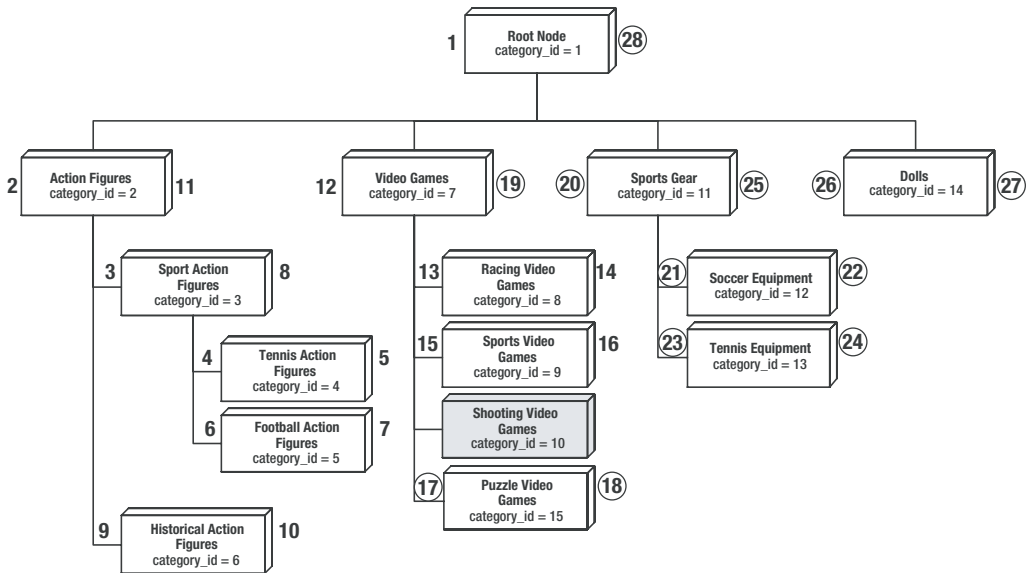 1
Root Node
category_id = 1
28
2
Action Figures
category_id = 2
11
12
Video Games
category_id = 7
19
20
Sports Gear
category_id = 11
25
26
Dolls
category_id = 14
27
3
Sport Action
Figures
category_id = 3
8
4
Tennis Action
Figures
category_id = 4
5
6
Football Action
Figures
category_id = 5
7
9
Historical Action
Figures
category_id = 6
10
13
Racing Video
Games
category_id = 8
14
15
Sports Video
Games
category_id = 9
16
Shooting Video
Games
category_id = 10
17
Puzzle Video
Games
category_id = 15
18
21
Soccer Equipment
category_id = 12
22
23
Tennis Equipment
category_id = 13
24